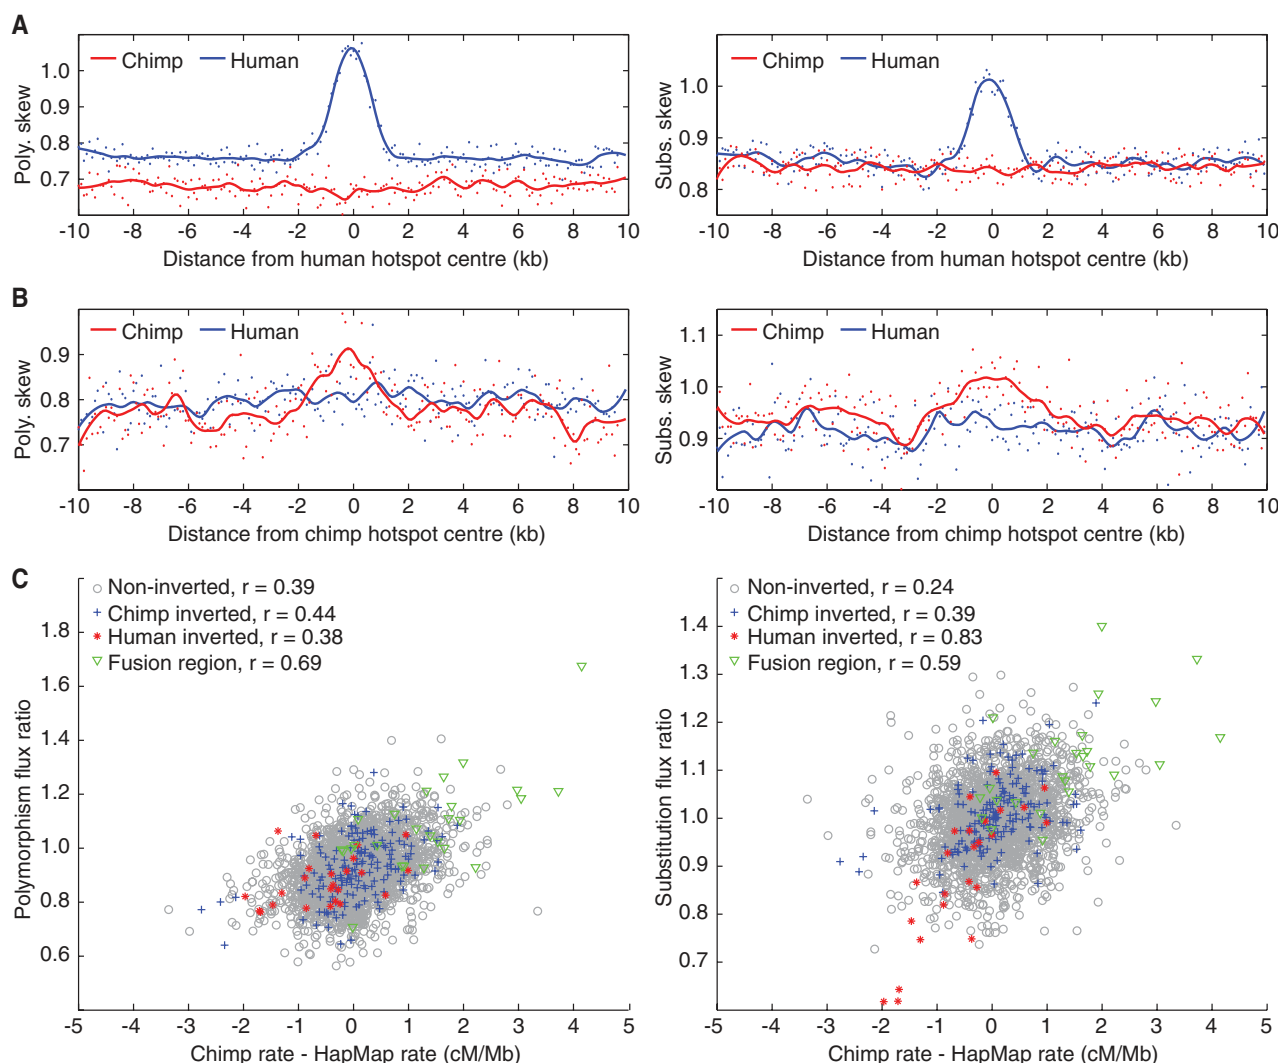 A
Chimp Human
Poly. skew
1.0
0.9
0.8
0.7
-10 -8 -6 -4 -2 0 2 4 6 8 10
Distance from human hotspot centre (kb)
Chimp Human
Subs. skew
1.0
0.9
0.8
-10 -8 -6 -4 -2 0 2 4 6 8 10
Distance from human hotspot centre (kb)
B
Chimp Human
Poly. skew
0.9
0.8
0.7
-10 -8 -6 -4 -2 0 2 4 6 8 10
Distance from chimp hotspot centre (kb)
Chimp Human
Subs. skew
1.1
1.0
0.9
-10 -8 -6 -4 -2 0 2 4 6 8 10
Distance from chimp hotspot centre (kb)
C
Non-inverted, r = 0.39
Chimp inverted, r = 0.44
Human inverted, r = 0.38
Fusion region, r = 0.69
Polymorphism flux ratio
1.8
1.6
1.4
1.2
1.0
0.8
0.6
-5 -4 -3 -2 -1 0 1 2 3 4 5
Chimp rate - HapMap rate (cM/Mb)
Non-inverted, r = 0.24
Chimp inverted, r = 0.39
Human inverted, r = 0.83
Fusion region, r = 0.59
Substitution flux ratio
1.4
1.3
1.2
1.1
1.0
0.9
0.8
0.7
-5 -4 -3 -2 -1 0 1 2 3 4 5
Chimp rate - HapMap rate (cM/Mb)